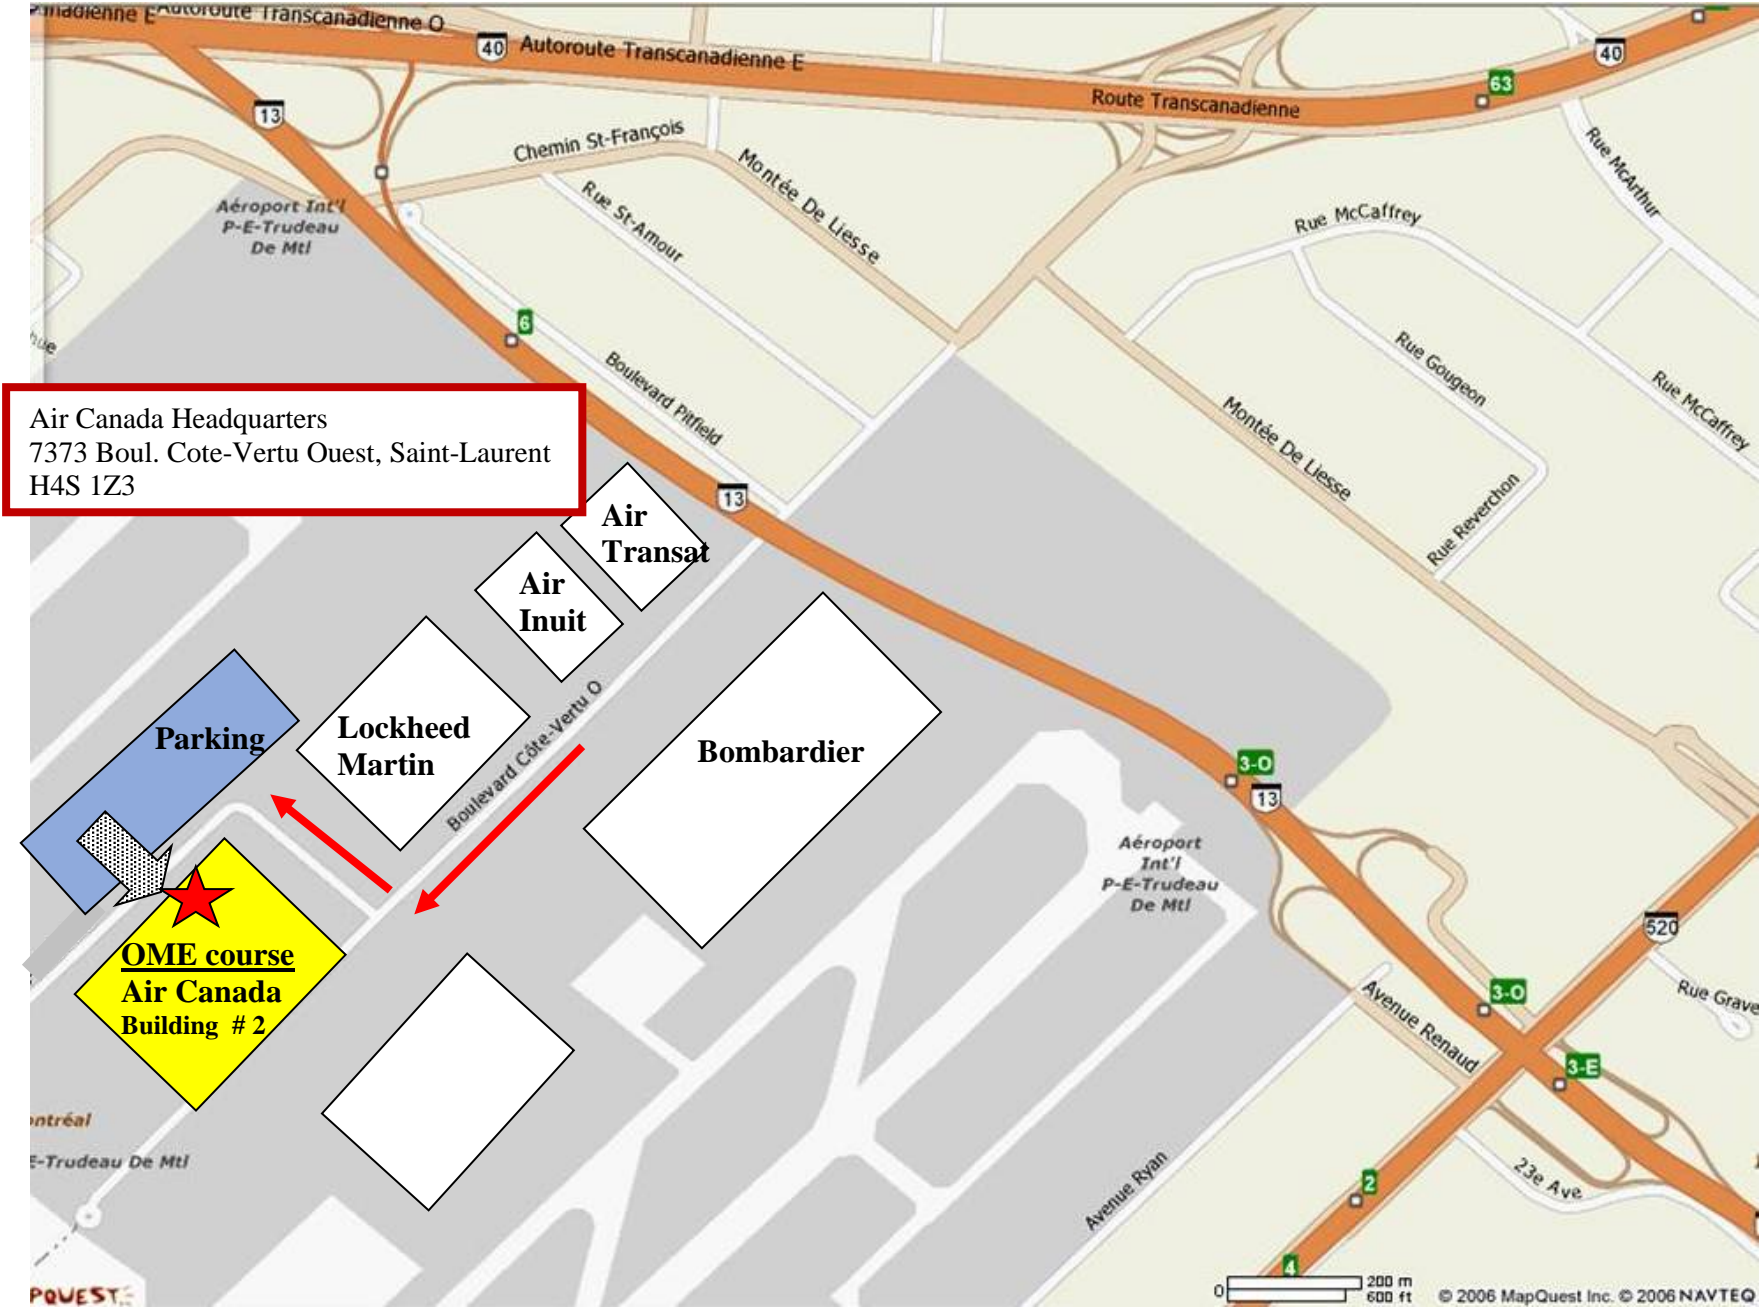 Autoroute Transcanadienne O
40
Autoroute Transcanadienne E
40
63
Route Transcanadienne
13
Chemin St-François
Montée De Liesse
Rue St-Amour
Rue McArthur
Rue McCaffrey
Aéroport Int'l
P-E-Trudeau
De Mtl
6
Boulevard Pitfield
Rue Gougeon
Rue McCaffrey
Montée De Liesse
Rue Reverchon
Air Canada Headquarters
7373 Boul. Cote-Vertu Ouest, Saint-Laurent
H4S 1Z3
13
Air
Transat
Air
Inuit
Lockheed
Martin
Parking
Boulevard Côte-Vertu O
Bombardier
3-O
13
Aéroport
Int'l
P-E-Trudeau
De Mtl
520
OME course
Air Canada
Building # 2
3-O
Rue Grave
Avenue Renaud
3-E
ontréal
E-Trudeau De Mtl
Avenue Ryan
23e Ave
2
4
0
200 m
600 ft
© 2006 MapQuest Inc. © 2006 NAVTEQ
PQUEST